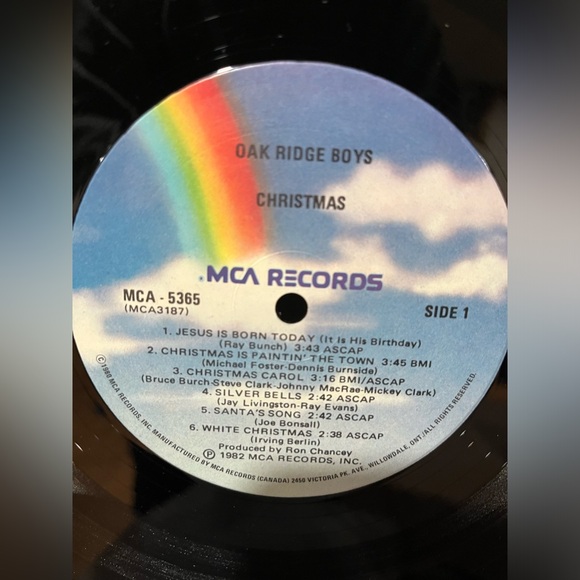 OAK RIDGE BOYS
CHRISTMAS
MCA RECORDS
MCA - 5365
(MCA3187)
SIDE 1
1. JESUS IS BORN TODAY (It Is His Birthday)
(Ray Bunch) 3:43 ASCAP
2. CHRISTMAS IS PAINTIN' THE TOWN 3:45 BMI
(Michael Foster-Dennis Burnside)
3. CHRISTMAS CAROL 3:16 BMI/ASCAP
(Bruce Burch-Steve Clark-Johnny MacRae-Mickey Clark)
4. SILVER BELLS 2:42 ASCAP
(Jay Livingston-Ray Evans)
5. SANTA'S SONG 2:42 ASCAP
(Joe Bonsall)
6. WHITE CHRISTMAS 2:38 ASCAP
(Irving Berlin)
Produced by Ron Chancey
Ⓟ 1982 MCA RECORDS, INC.
©1980 MCA RECORDS, INC. MANUFACTURED BY MCA RECORDS (CANADA) 2450 VICTORIA PK. AVE., WILLOWDALE, ONT./ALL RIGHTS RESERVED.